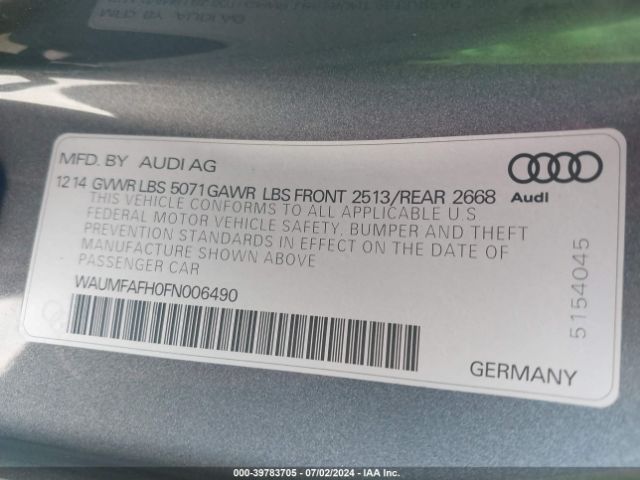 MFD. BY AUDI AG
1214 GVWR LBS 5071 GAWR LBS FRONT 2513/REAR 2668
Audi
THIS VEHICLE CONFORMS TO ALL APPLICABLE U.S
FEDERAL MOTOR VEHICLE SAFETY, BUMPER AND THEFT
PREVENTION STANDARDS IN EFFECT ON THE DATE OF
MANUFACTURE SHOWN ABOVE
PASSENGER CAR
WAUMFAFH0FN006490
5154045
GERMANY
000-39783705 - 07/02/2024 - IAA Inc.